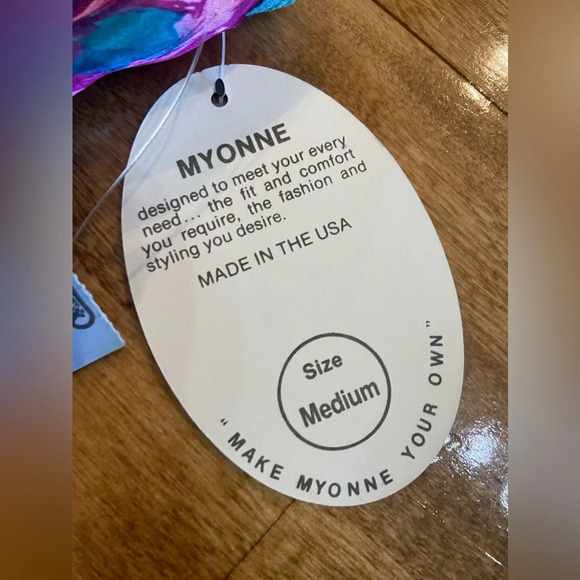 MYONNE
designed to meet your every
need... the fit and comfort
you require, the fashion and
styling you desire.
MADE IN THE USA
Size
Medium
"MAKE MYONNE YOUR OWN"